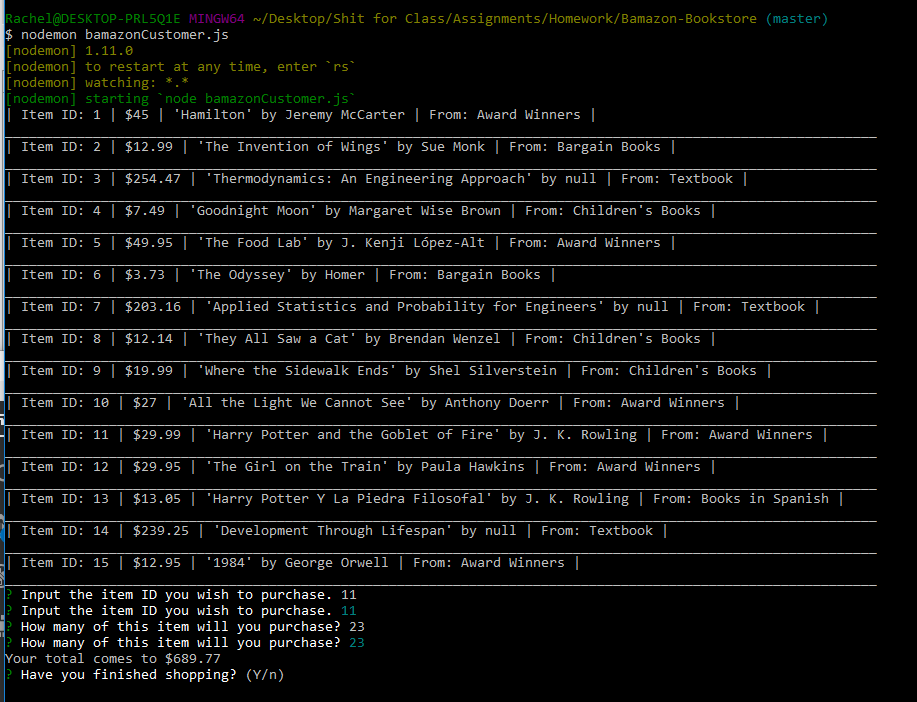 Rachel@DESKTOP-PRL5Q1E MINGW64 ~/Desktop/Shit for Class/Assignments/Homework/Bamazon-Bookstore (master)
$ nodemon bamazonCustomer.js
[nodemon] 1.11.0
[nodemon] to restart at any time, enter `rs`
[nodemon] watching: *.*
[nodemon] starting `node bamazonCustomer.js`
| Item ID: 1 | $45 | 'Hamilton' by Jeremy McCarter | From: Award Winners |
| Item ID: 2 | $12.99 | 'The Invention of Wings' by Sue Monk | From: Bargain Books |
| Item ID: 3 | $254.47 | 'Thermodynamics: An Engineering Approach' by null | From: Textbook |
| Item ID: 4 | $7.49 | 'Goodnight Moon' by Margaret Wise Brown | From: Children's Books |
| Item ID: 5 | $49.95 | 'The Food Lab' by J. Kenji López-Alt | From: Award Winners |
| Item ID: 6 | $3.73 | 'The Odyssey' by Homer | From: Bargain Books |
| Item ID: 7 | $203.16 | 'Applied Statistics and Probability for Engineers' by null | From: Textbook |
| Item ID: 8 | $12.14 | 'They All Saw a Cat' by Brendan Wenzel | From: Children's Books |
| Item ID: 9 | $19.99 | 'Where the Sidewalk Ends' by Shel Silverstein | From: Children's Books |
| Item ID: 10 | $27 | 'All the Light We Cannot See' by Anthony Doerr | From: Award Winners |
| Item ID: 11 | $29.99 | 'Harry Potter and the Goblet of Fire' by J. K. Rowling | From: Award Winners |
| Item ID: 12 | $29.95 | 'The Girl on the Train' by Paula Hawkins | From: Award Winners |
| Item ID: 13 | $13.05 | 'Harry Potter Y La Piedra Filosofal' by J. K. Rowling | From: Books in Spanish |
| Item ID: 14 | $239.25 | 'Development Through Lifespan' by null | From: Textbook |
| Item ID: 15 | $12.95 | '1984' by George Orwell | From: Award Winners |
? Input the item ID you wish to purchase. 11
? Input the item ID you wish to purchase. 11
? How many of this item will you purchase? 23
? How many of this item will you purchase? 23
Your total comes to $689.77
? Have you finished shopping? (Y/n)